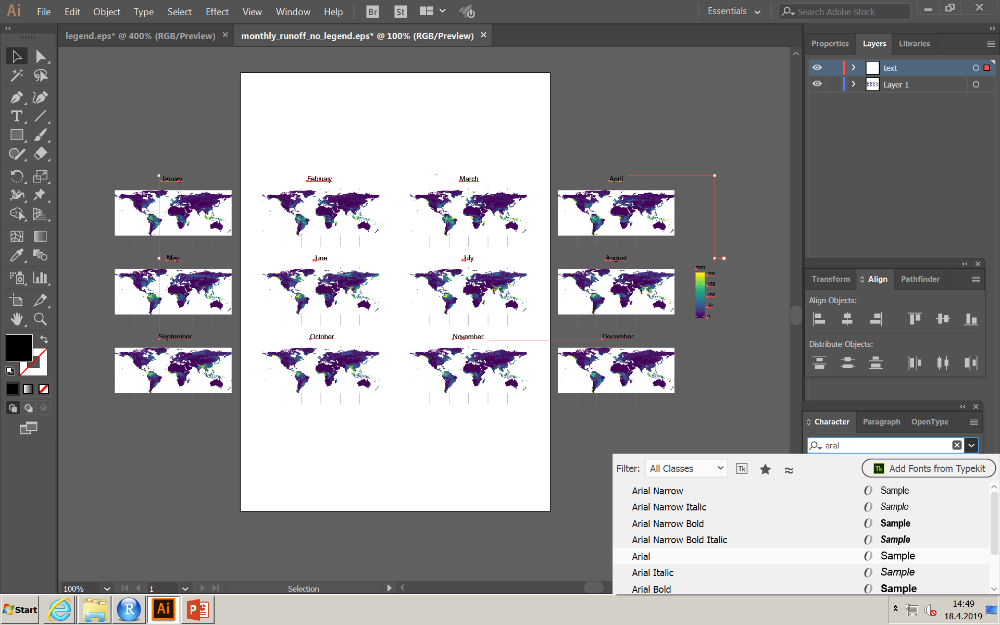 Ai File Edit Object Type Select Effect View Window Help Br St Essentials Search Adobe Stock
legend.eps* @ 400% (RGB/Preview) monthly_runoff_no_legend.eps* @ 100% (RGB/Preview)
Properties Layers Libraries
text
Layer 1
January February March April
May June July August
mm
200
150
100
50
0
September October November December
Transform Align Pathfinder
Align Objects:
Distribute Objects:
Character Paragraph OpenType
arial
Filter: All Classes Tk Tk Add Fonts from Typekit
Arial Narrow Sample
Arial Narrow Italic Sample
Arial Narrow Bold Sample
Arial Narrow Bold Italic Sample
Arial Sample
Arial Italic Sample
Arial Bold Sample
100% 1 Selection
Start R Ai P
14:49
18.4.2019